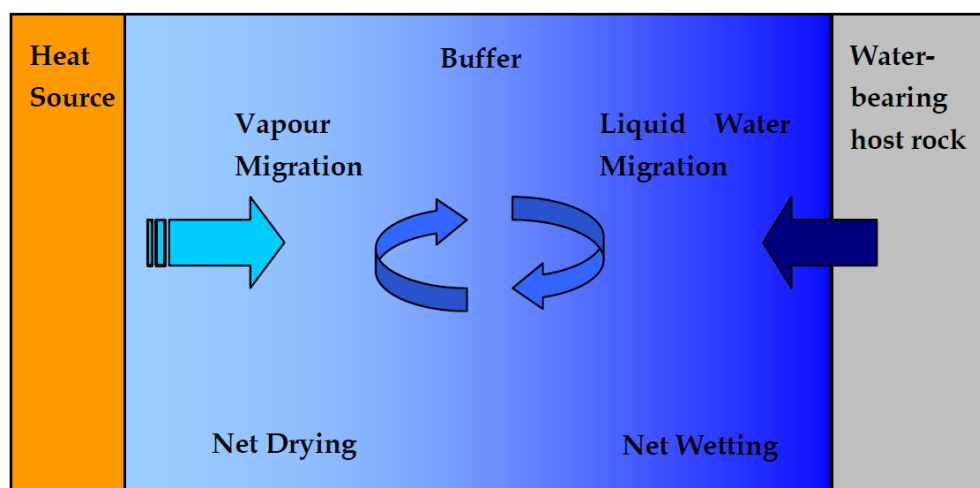 Heat
Source
Buffer
Water-
bearing
host rock
Vapour
Migration
Liquid Water
Migration
Net Drying
Net Wetting